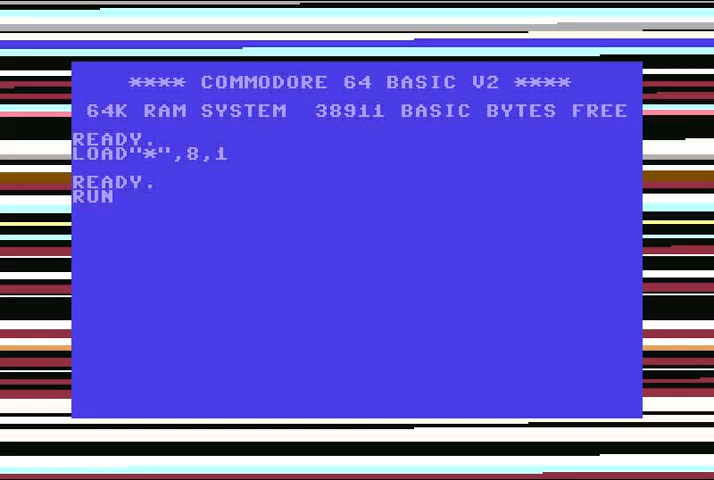 **** COMMODORE 64 BASIC V2 ****
64K RAM SYSTEM  38911 BASIC BYTES FREE
READY.
LOAD"*",8,1
READY.
RUN